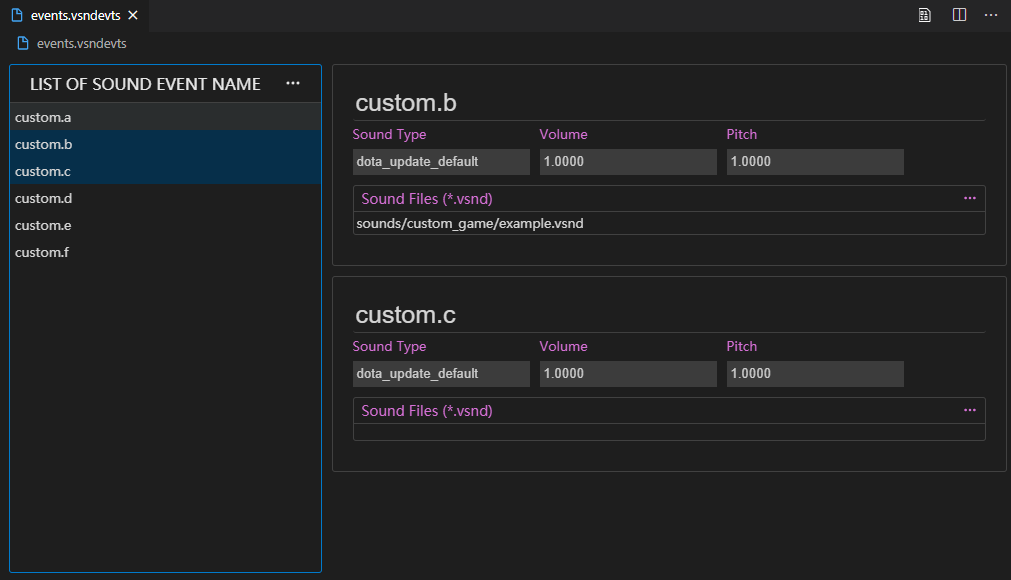 events.vsndevts
events.vsndevts
LIST OF SOUND EVENT NAME
custom.a
custom.b
custom.c
custom.d
custom.e
custom.f
custom.b
Sound Type Volume Pitch
dota_update_default 1.0000 1.0000
Sound Files (*.vsnd)
sounds/custom_game/example.vsnd
custom.c
Sound Type Volume Pitch
dota_update_default 1.0000 1.0000
Sound Files (*.vsnd)